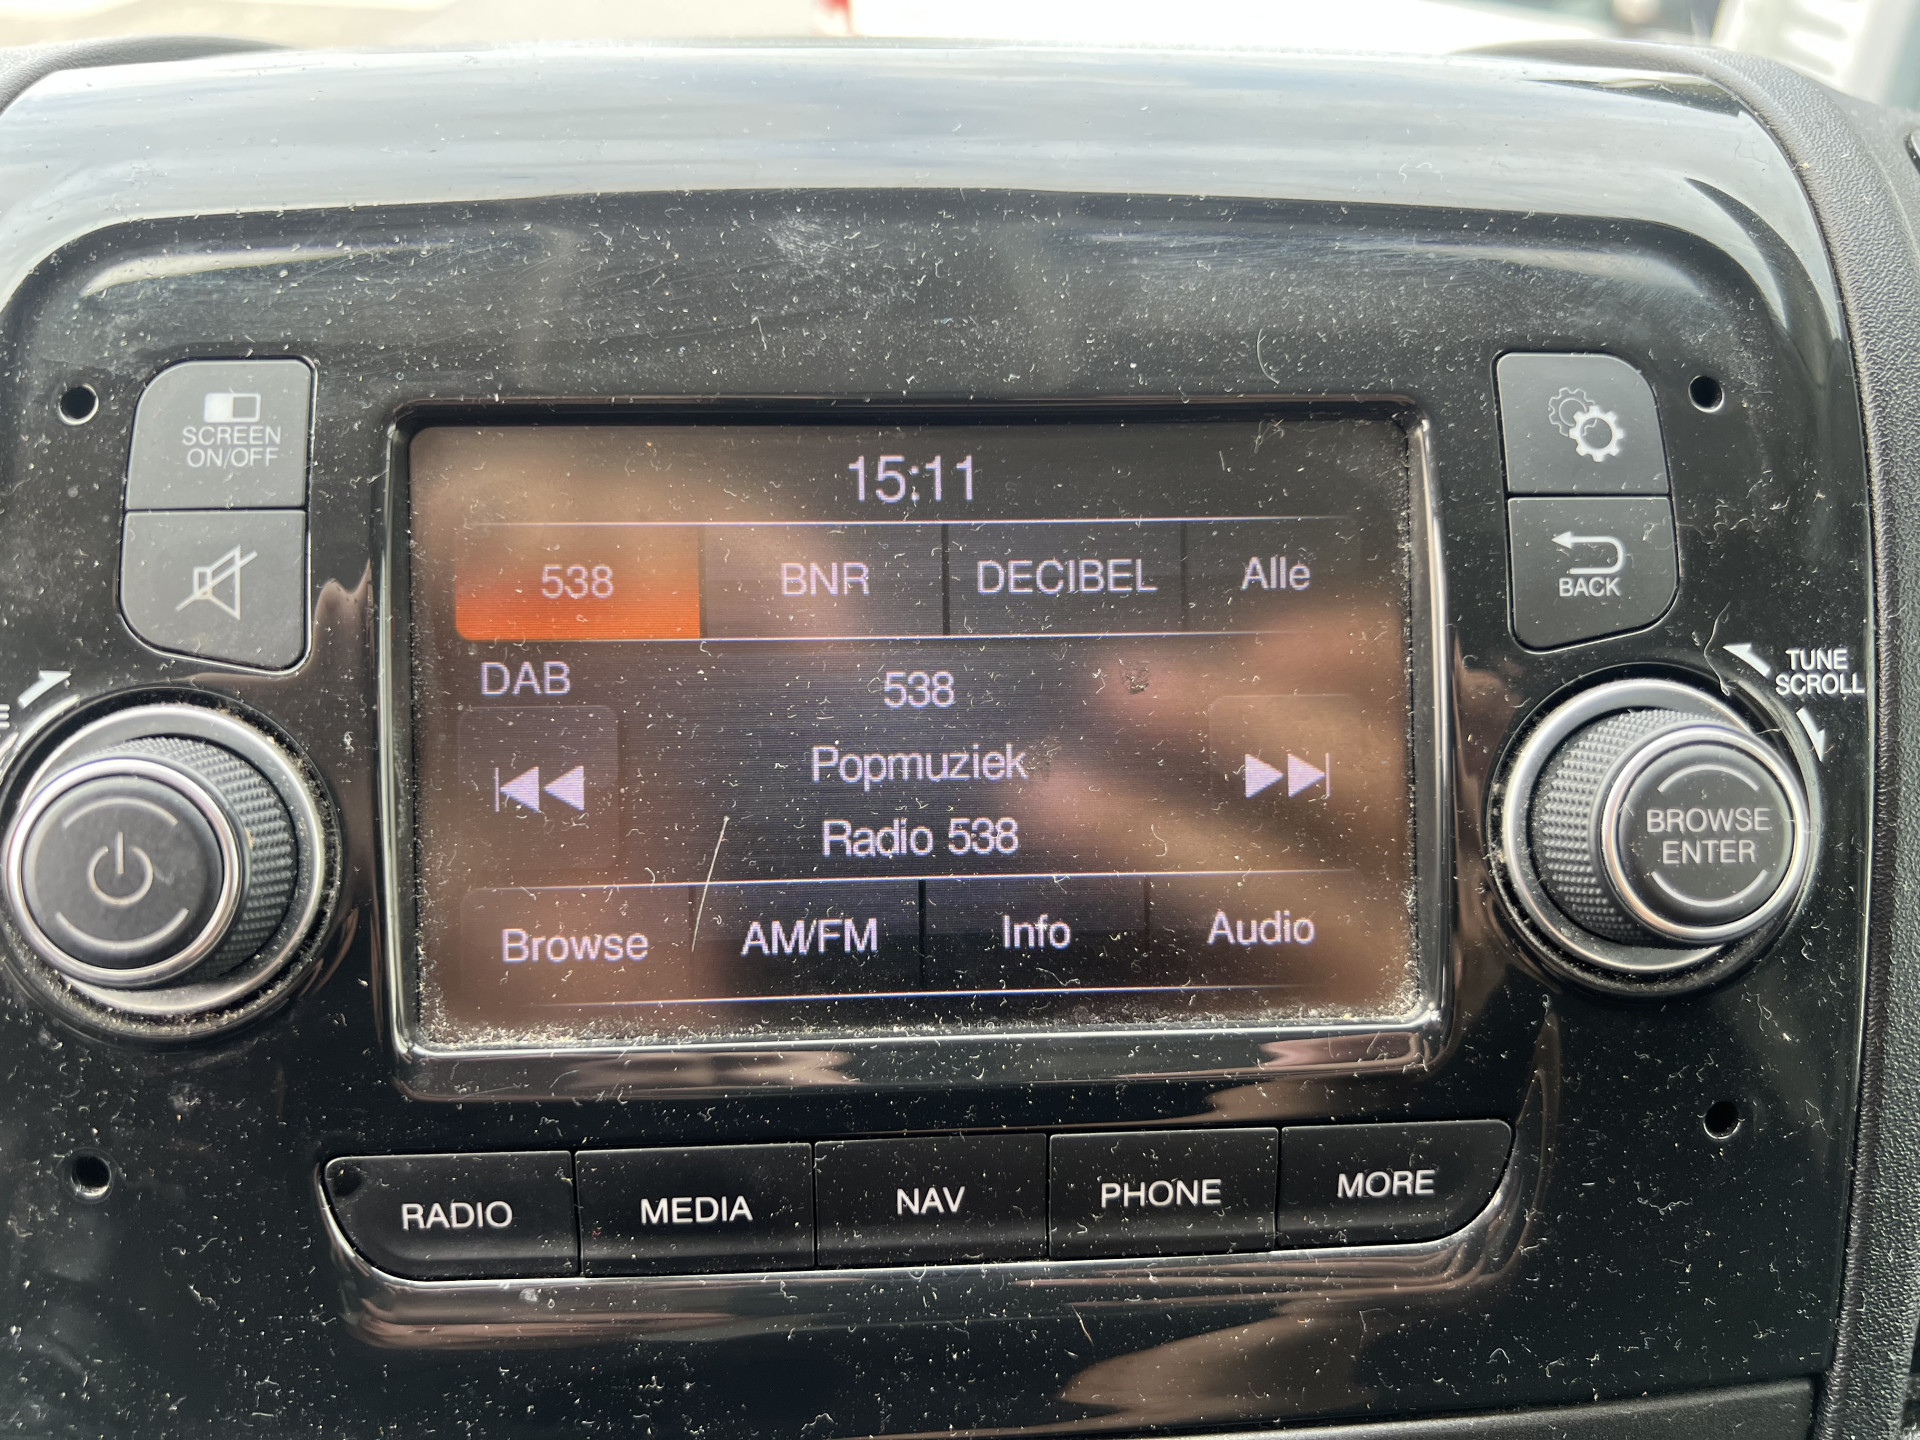 SCREEN
ON/OFF
15:11
538 BNR DECIBEL Alle
DAB
538
Popmuziek
Radio 538
Browse AM/FM Info Audio
BACK
TUNE
SCROLL
BROWSE
ENTER
RADIO MEDIA NAV PHONE MORE